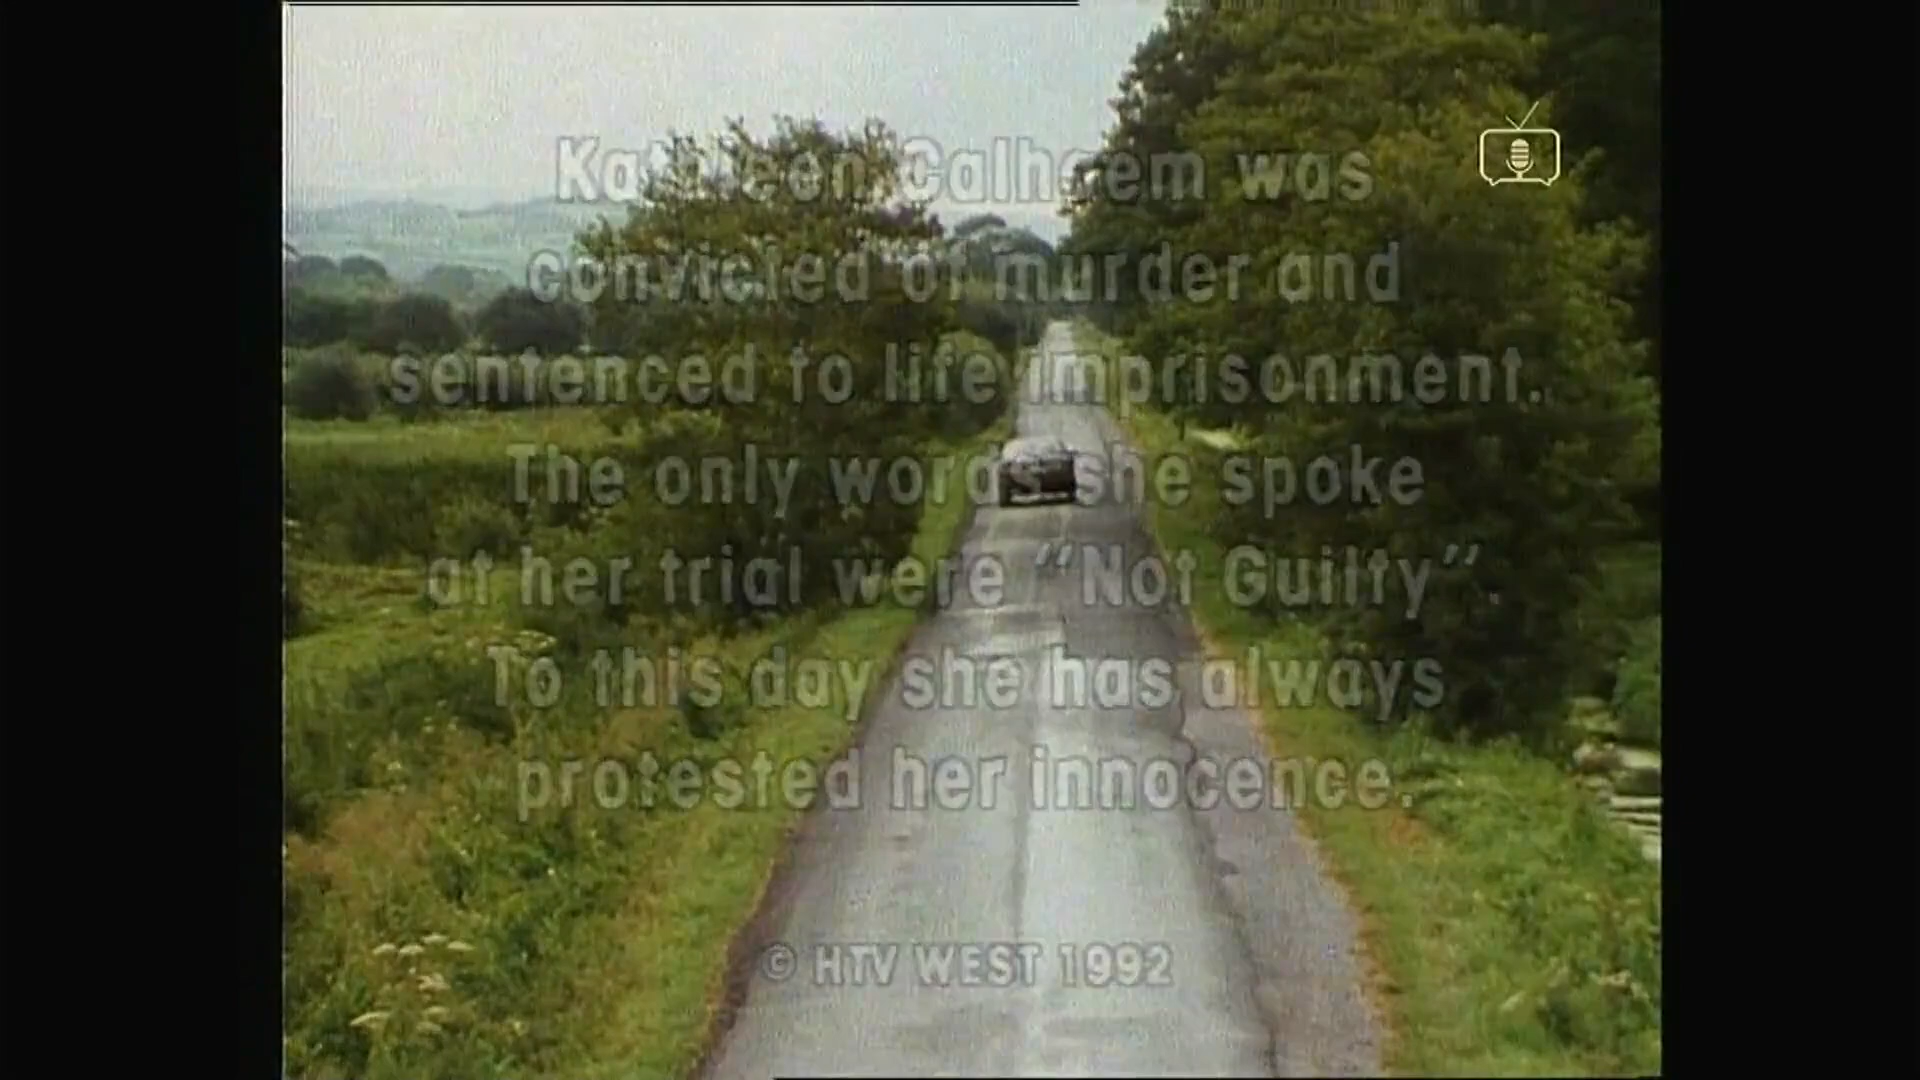 Kathleen Calhaem was
convicted of murder and
sentenced to life imprisonment.
The only words she spoke
at her trial were “Not Guilty”.
To this day she has always
protested her innocence.
© HTV WEST 1992